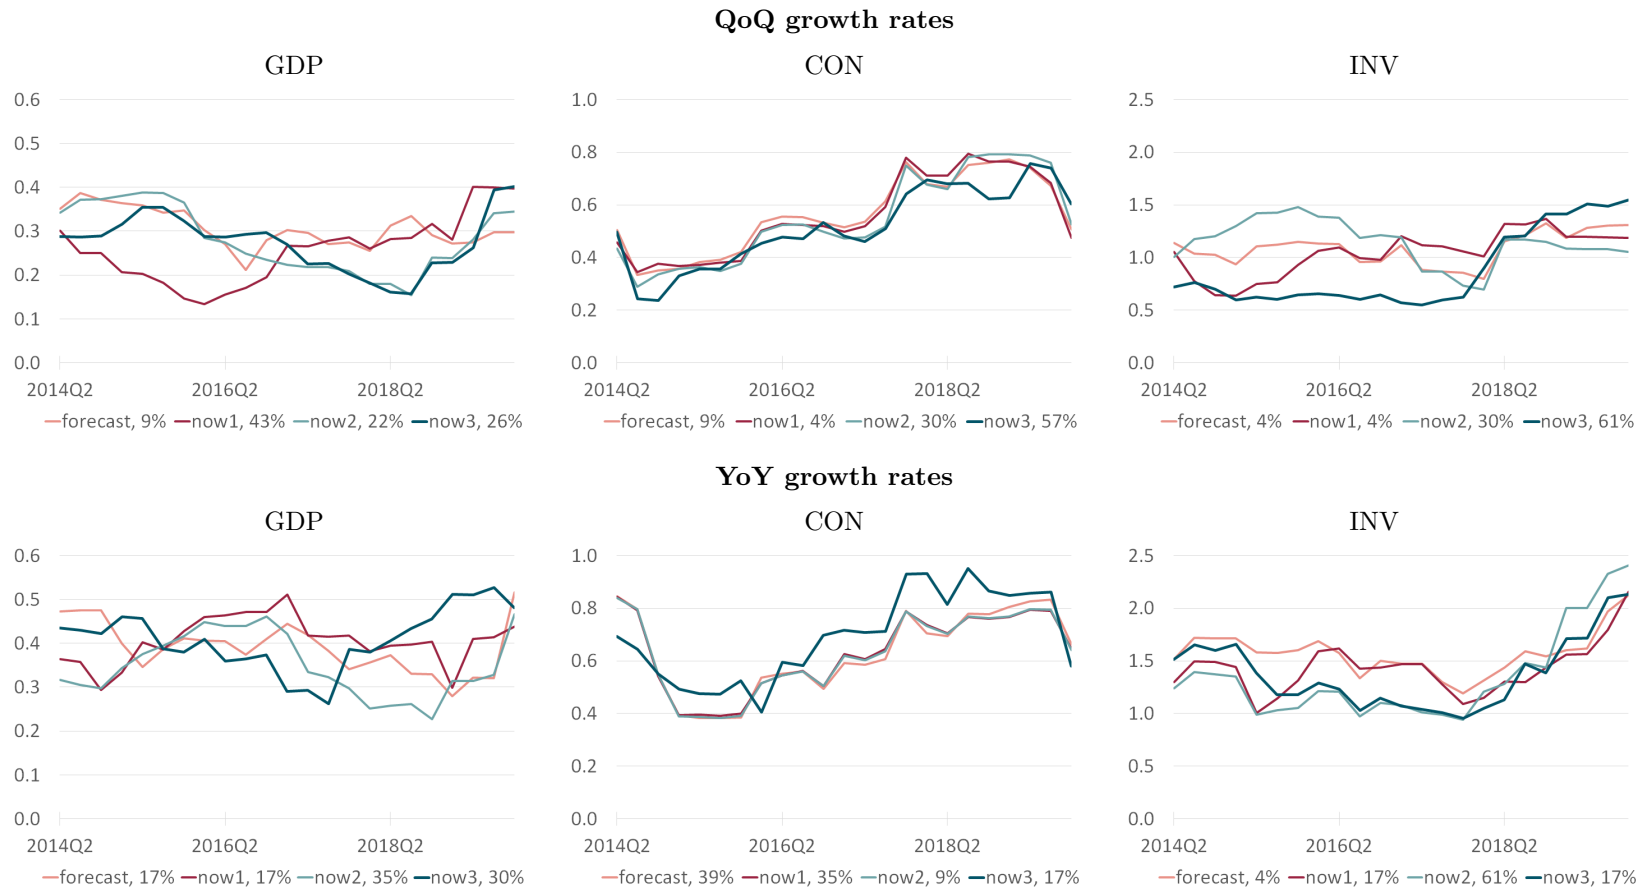 QoQ growth rates
GDP
CON
INV
0.6
0.5
0.4
0.3
0.2
0.1
0.0
2014Q2 2016Q2 2018Q2
forecast, 9% now1, 43% now2, 22% now3, 26%
1.0
0.8
0.6
0.4
0.2
0.0
2014Q2 2016Q2 2018Q2
forecast, 9% now1, 4% now2, 30% now3, 57%
2.5
2.0
1.5
1.0
0.5
0.0
2014Q2 2016Q2 2018Q2
forecast, 4% now1, 4% now2, 30% now3, 61%
YoY growth rates
GDP
CON
INV
0.6
0.5
0.4
0.3
0.2
0.1
0.0
2014Q2 2016Q2 2018Q2
forecast, 17% now1, 17% now2, 35% now3, 30%
1.0
0.8
0.6
0.4
0.2
0.0
2014Q2 2016Q2 2018Q2
forecast, 39% now1, 35% now2, 9% now3, 17%
2.5
2.0
1.5
1.0
0.5
0.0
2014Q2 2016Q2 2018Q2
forecast, 4% now1, 17% now2, 61% now3, 17%